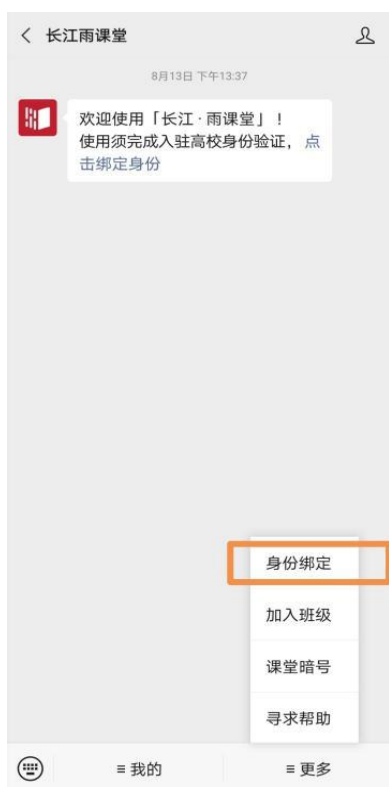 长江雨课堂
8月13日 下午13:37
欢迎使用「长江·雨课堂」!
使用须完成入驻高校身份验证，点
击绑定身份
身份绑定
加入班级
课堂暗号
寻求帮助
≡ 我的
≡ 更多